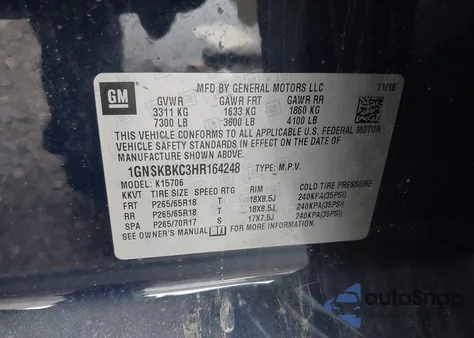 GM
MFD BY GENERAL MOTORS LLC 11/16
GVWR GAWR FRT GAWR RR
3311 KG 1633 KG 1860 KG
7300 LB 3600 LB 4100 LB
THIS VEHICLE CONFORMS TO ALL APPLICABLE U.S. FEDERAL MOTOR
VEHICLE SAFETY STANDARDS IN EFFECT ON THE DATE OF
MANUFACTURE SHOWN ABOVE.
1GNSKBKC3HR164248 TYPE: M.P.V.
MODEL: K15706
KKVT TIRE SIZE SPEED RTG RIM COLD TIRE PRESSURE
FRT P265/65R18 T 18X8.5J 240KPA(35PSI)
RR P265/65R18 T 18X8.5J 240KPA(35PSI)
SPA P265/70R17 S 17X7.5J 240KPA(35PSI)
SEE OWNER'S MANUAL FOR MORE INFORMATION.
autoSnap